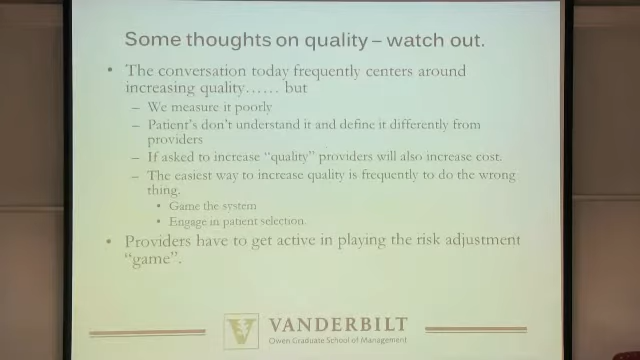 Some thoughts on quality – watch out.
• The conversation today frequently centers around
increasing quality…… but
– We measure it poorly
– Patient's don't understand it and define it differently from
providers
– If asked to increase "quality" providers will also increase cost.
– The easiest way to increase quality is frequently to do the wrong
thing.
• Game the system
• Engage in patient selection
• Providers have to get active in playing the risk adjustment
"game".
V
VANDERBILT
Owen Graduate School of Management